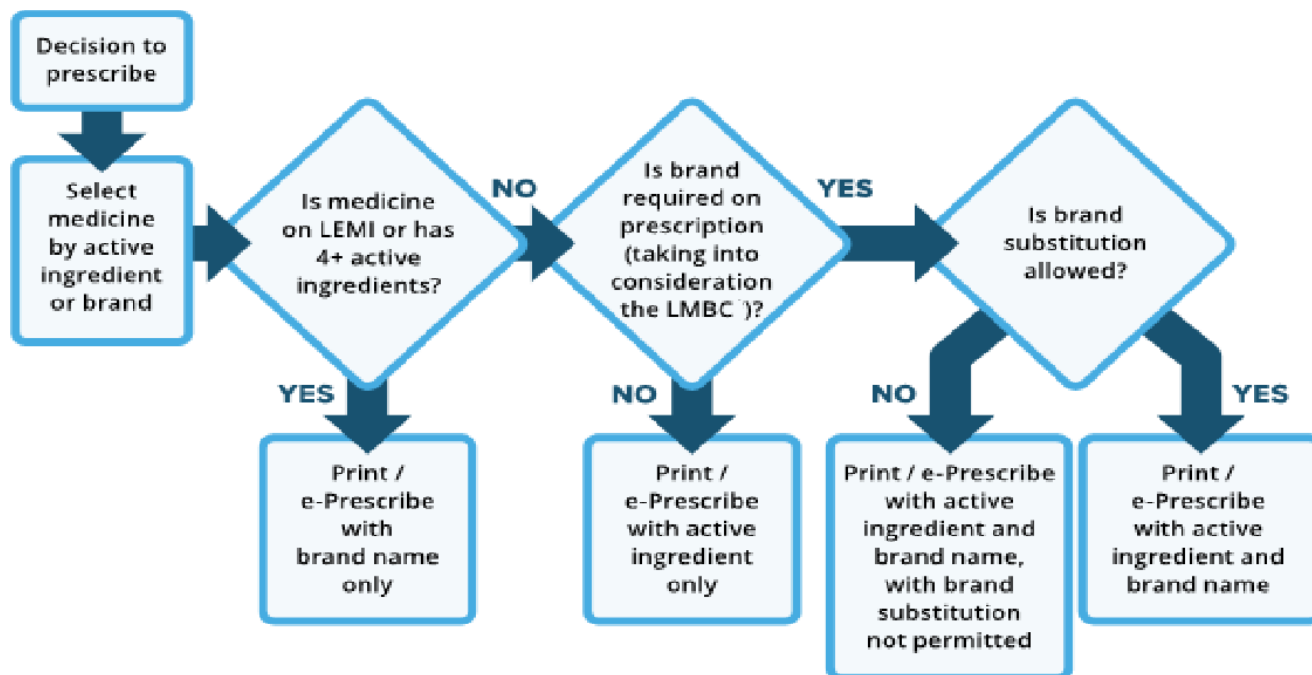 Decision to
prescribe
Select
medicine
by active
ingredient
or brand
Is medicine
on LEMI or has
4+ active
ingredients?
NO
YES
Is brand
required on
prescription
(taking into
consideration
the LMBC )?
YES
NO
Is brand
substitution
allowed?
NO
YES
Print /
e-Prescribe
with
brand name
only
Print /
e-Prescribe
with active
ingredient
only
Print / e-Prescribe
with active
ingredient and
brand name,
with brand
substitution
not permitted
Print /
e-Prescribe
with active
ingredient and
brand name